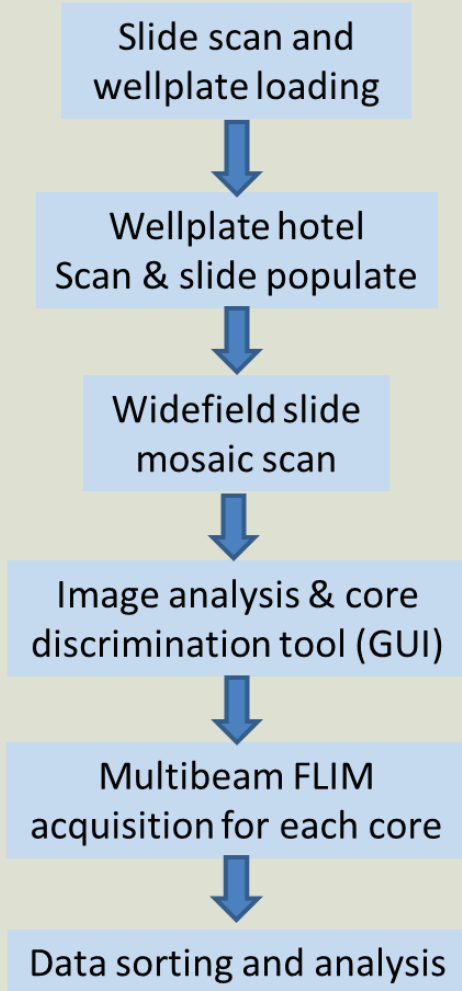 Slide scan and
wellplate loading
Wellplate hotel
Scan & slide populate
Widefield slide
mosaic scan
Image analysis & core
discrimination tool (GUI)
Multibeam FLIM
acquisition for each core
Data sorting and analysis